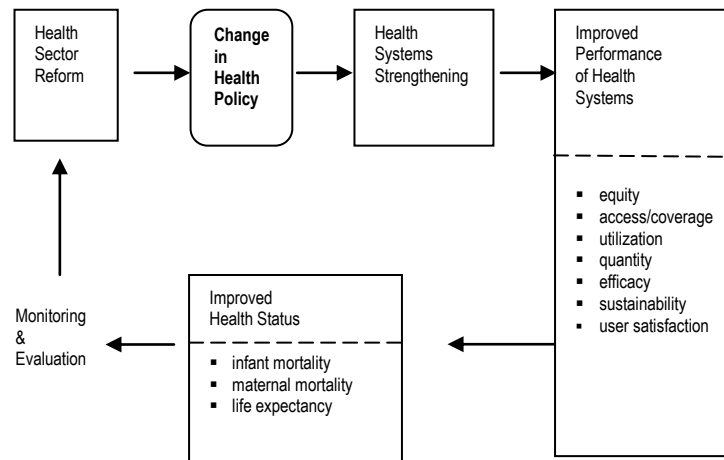 Health
Sector
Reform
Change
in
Health
Policy
Health
Systems
Strengthening
Improved
Performance
of Health
Systems
▪ equity
▪ access/coverage
▪ utilization
▪ quantity
▪ efficacy
▪ sustainability
▪ user satisfaction
Improved
Health Status
▪ infant mortality
▪ maternal mortality
▪ life expectancy
Monitoring
&
Evaluation